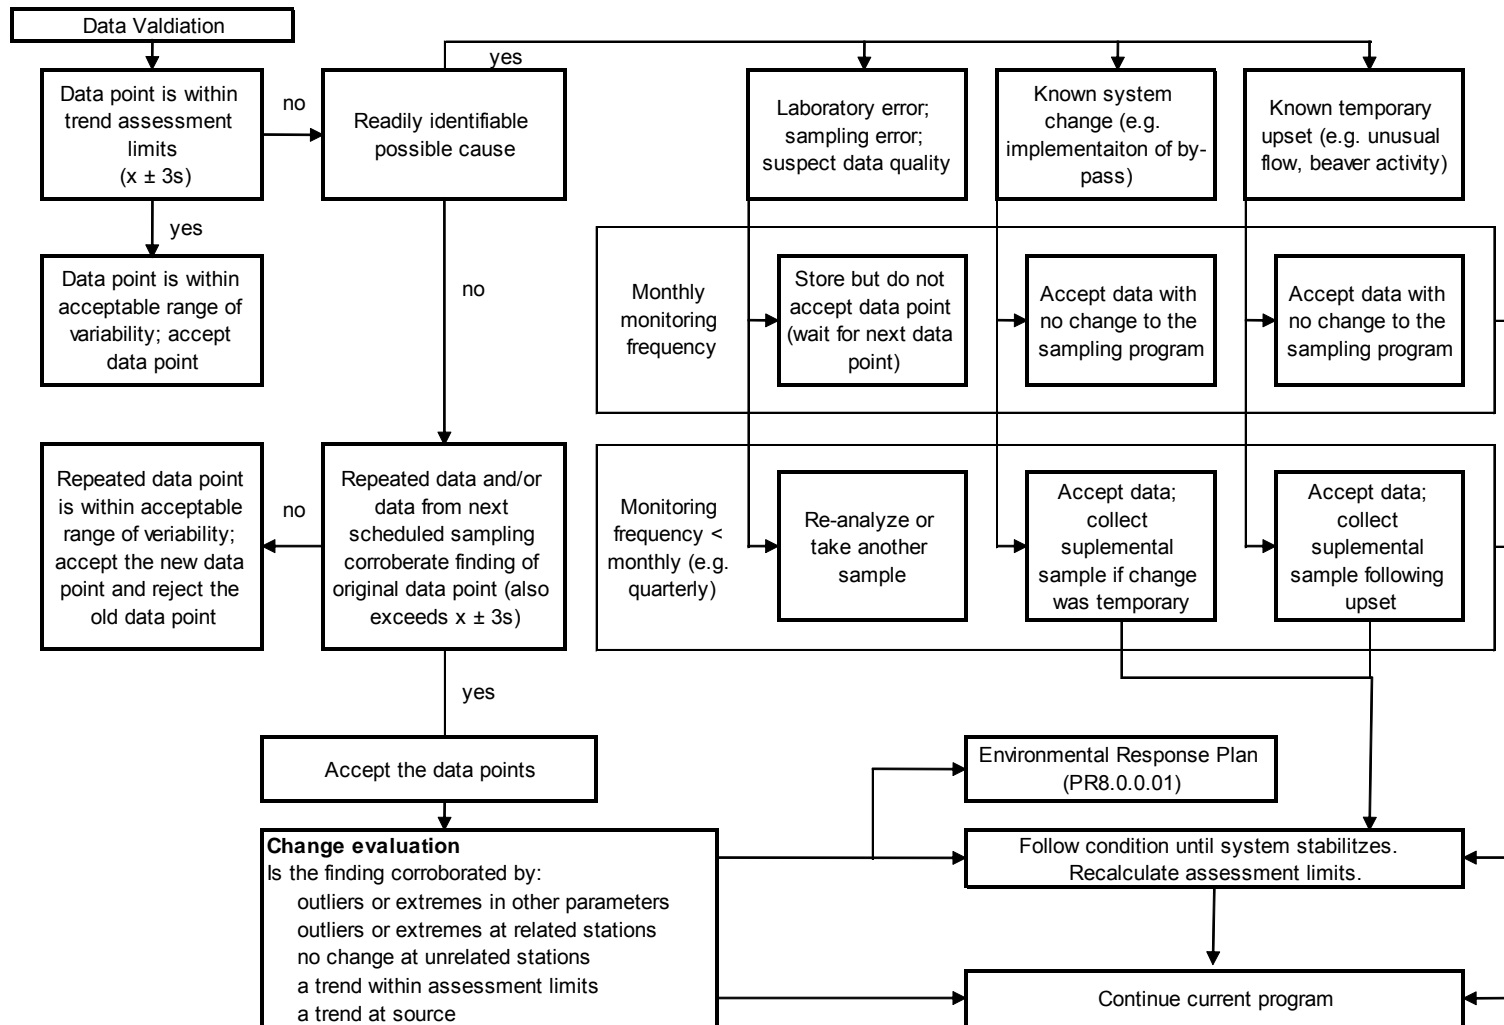 Data Valdiation
yes
Data point is within
trend assessment
limits
(x ± 3s)
no
Readily identifiable
possible cause
Laboratory error;
sampling error;
suspect data quality
Known system
change (e.g.
implementaiton of by-
pass)
Known temporary
upset (e.g. unusual
flow, beaver activity)
yes
Data point is within
acceptable range of
variability; accept
data point
no
Monthly
monitoring
frequency
Store but do not
accept data point
(wait for next data
point)
Accept data with
no change to the
sampling program
Accept data with
no change to the
sampling program
Repeated data point
is within acceptable
range of veriability;
accept the new data
point and reject the
old data point
no
Repeated data and/or
data from next
scheduled sampling
corroberate finding of
original data point (also
exceeds x ± 3s)
Monitoring
frequency <
monthly (e.g.
quarterly)
Re-analyze or
take another
sample
Accept data;
collect
suplemental
sample if change
was temporary
Accept data;
collect
suplemental
sample following
upset
yes
Accept the data points
Environmental Response Plan
(PR8.0.0.01)
Change evaluation
Is the finding corroborated by:
outliers or extremes in other parameters
outliers or extremes at related stations
no change at unrelated stations
a trend within assessment limits
a trend at source
Follow condition until system stabilitzes.
Recalculate assessment limits.
Continue current program